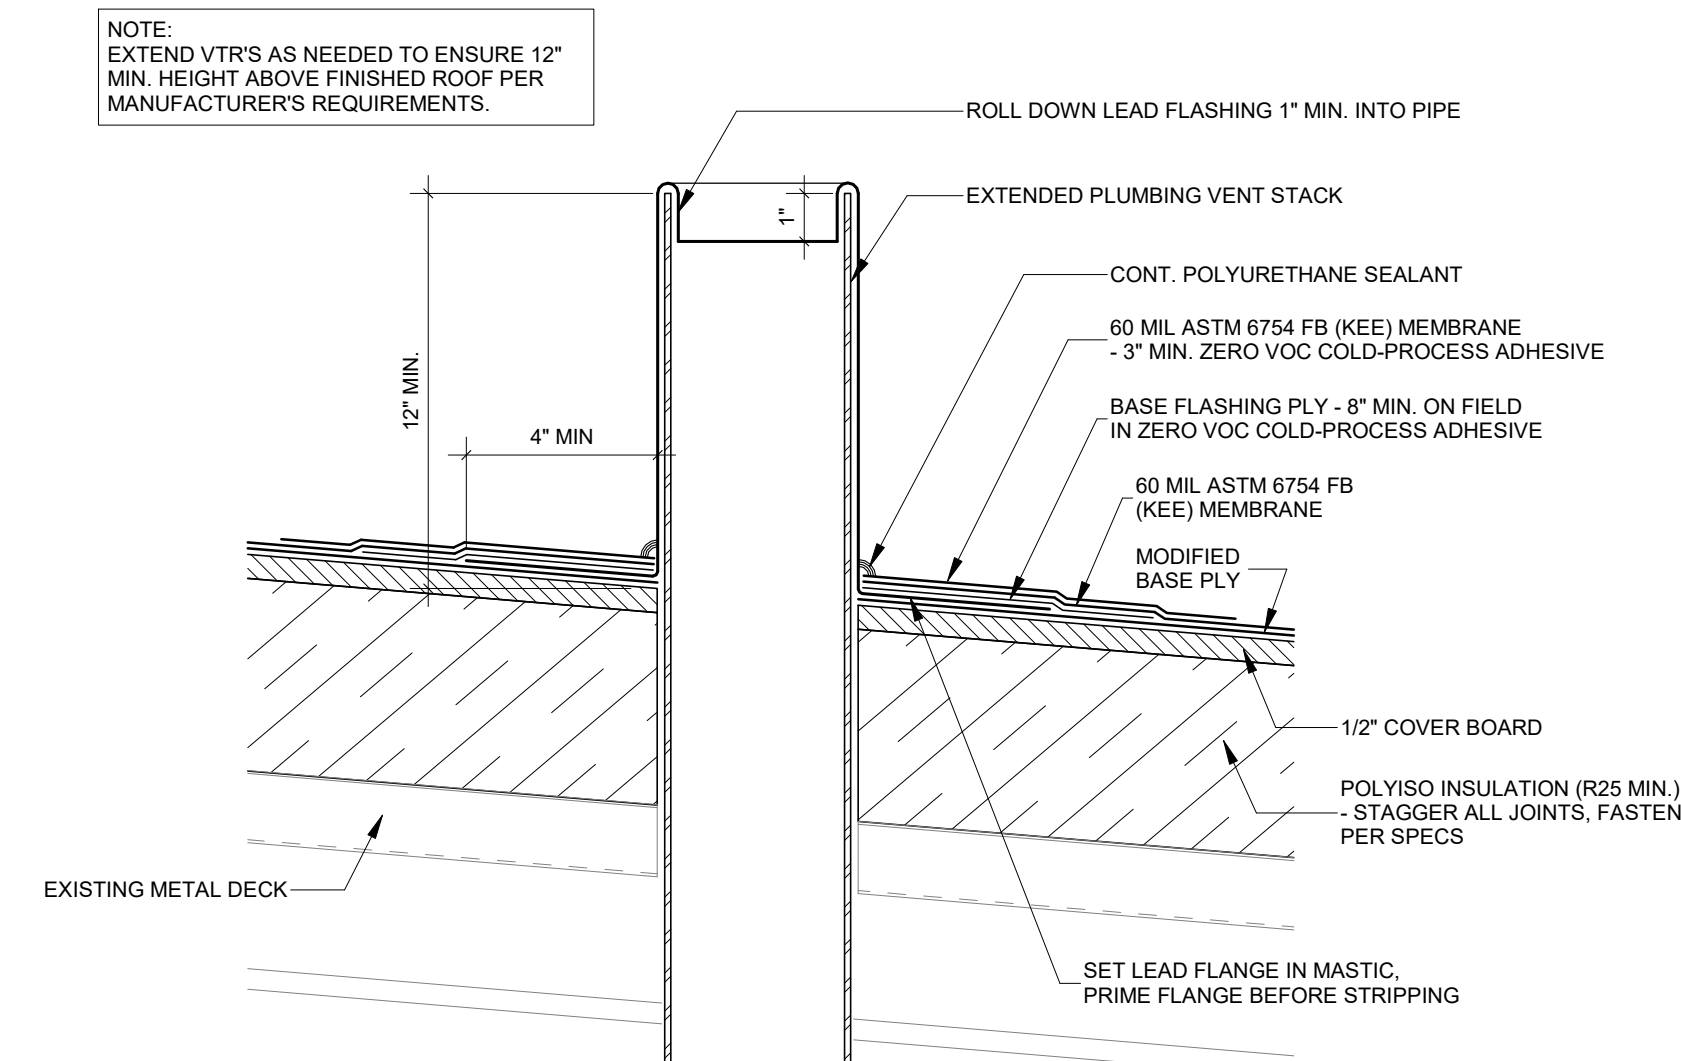 NOTE:
EXTEND VTR'S AS NEEDED TO ENSURE 12"
MIN. HEIGHT ABOVE FINISHED ROOF PER
MANUFACTURER'S REQUIREMENTS.
ROLL DOWN LEAD FLASHING 1" MIN. INTO PIPE
EXTENDED PLUMBING VENT STACK
1"
CONT. POLYURETHANE SEALANT
60 MIL ASTM 6754 FB (KEE) MEMBRANE
- 3" MIN. ZERO VOC COLD-PROCESS ADHESIVE
12" MIN.
4" MIN
BASE FLASHING PLY - 8" MIN. ON FIELD
IN ZERO VOC COLD-PROCESS ADHESIVE
60 MIL ASTM 6754 FB
(KEE) MEMBRANE
MODIFIED
BASE PLY
1/2" COVER BOARD
POLYISO INSULATION (R25 MIN.)
- STAGGER ALL JOINTS, FASTEN
PER SPECS
EXISTING METAL DECK
SET LEAD FLANGE IN MASTIC,
PRIME FLANGE BEFORE STRIPPING